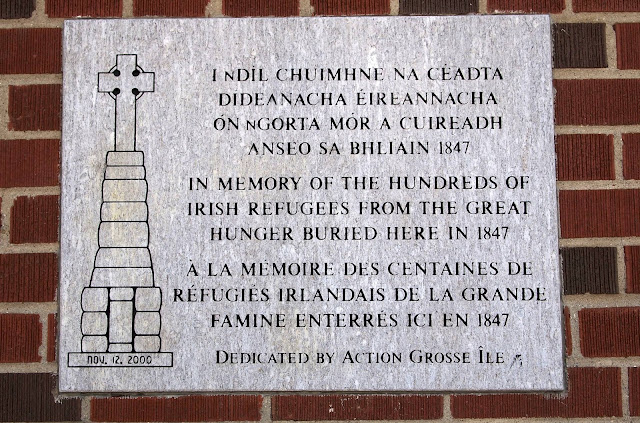 I nDÍL CHUIMHNE NA CÉADTA
DIDEANACHA ÉIREANNACHA
ÓN nGORTA MÓR A CUIREADH
ANSEO SA BHLIAIN 1847
IN MEMORY OF THE HUNDREDS OF
IRISH REFUGEES FROM THE GREAT
HUNGER BURIED HERE IN 1847
À LA MÉMOIRE DES CENTAINES DE
RÉFUGIÉS IRLANDAIS DE LA GRANDE
FAMINE ENTERRÉS ICI EN 1847
DEDICATED BY ACTION GROSSE ÎLE
NOV. 12. 2000